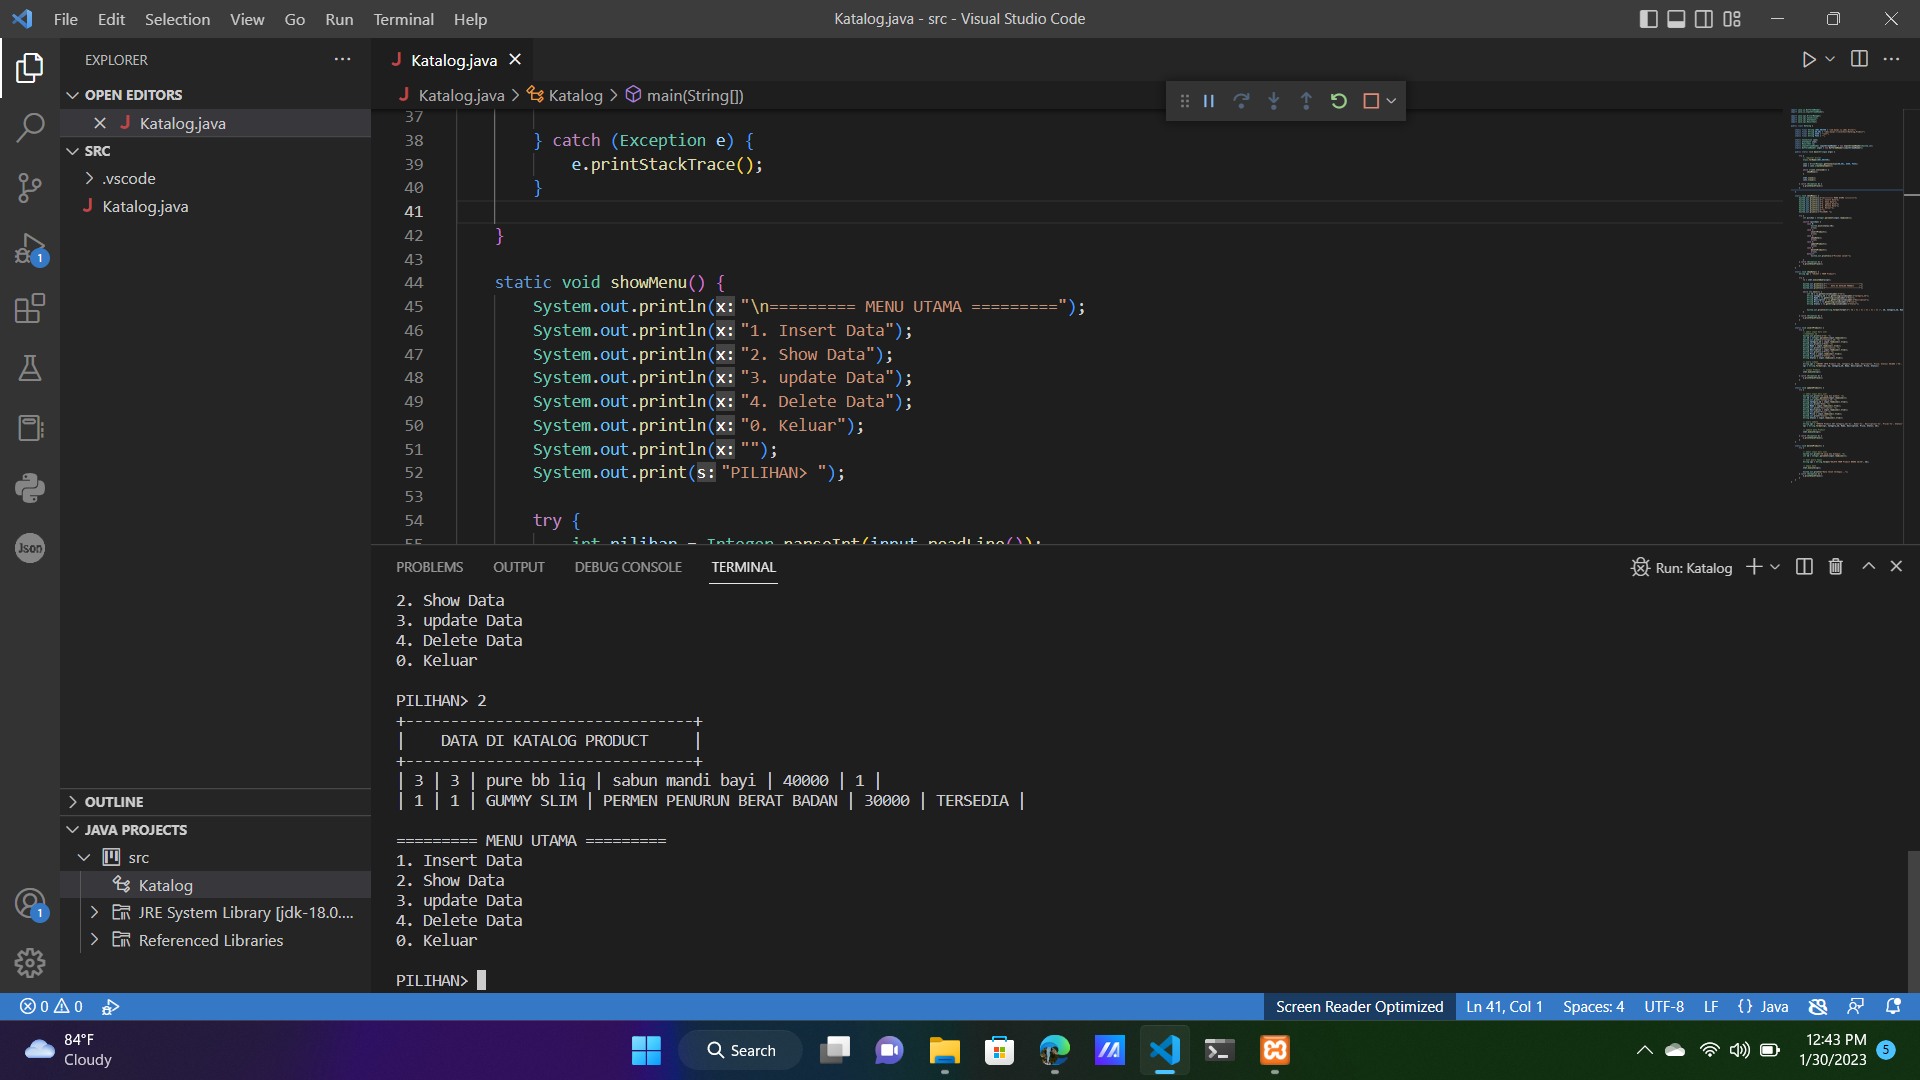 File Edit Selection View Go Run Terminal Help
Katalog.java - src - Visual Studio Code
EXPLORER
OPEN EDITORS
Katalog.java
SRC
.vscode
Katalog.java
1
OUTLINE
JAVA PROJECTS
src
Katalog
JRE System Library [jdk-18.0....
Referenced Libraries
Json
1
Katalog.java
Katalog.java > Katalog > main(String[])
37
38 } catch (Exception e) {
39 e.printStackTrace();
40 }
41
42 }
43
44 static void showMenu() {
45 System.out.println(x: "\n========= MENU UTAMA =========");
46 System.out.println(x: "1. Insert Data");
47 System.out.println(x: "2. Show Data");
48 System.out.println(x: "3. update Data");
49 System.out.println(x: "4. Delete Data");
50 System.out.println(x: "0. Keluar");
51 System.out.println(x: "");
52 System.out.print(s: "PILIHAN> ");
53
54 try {
55 int pilihan = Integer.parseInt(input.readLine());
PROBLEMS OUTPUT DEBUG CONSOLE TERMINAL
Run: Katalog
2. Show Data
3. update Data
4. Delete Data
0. Keluar
PILIHAN> 2
+--------------------------------+
| DATA DI KATALOG PRODUCT |
+--------------------------------+
| 3 | 3 | pure bb liq | sabun mandi bayi | 40000 | 1 |
| 1 | 1 | GUMMY SLIM | PERMEN PENURUN BERAT BADAN | 30000 | TERSEDIA |
========= MENU UTAMA =========
1. Insert Data
2. Show Data
3. update Data
4. Delete Data
0. Keluar
PILIHAN>
0 0
Screen Reader Optimized Ln 41, Col 1 Spaces: 4 UTF-8 LF {} Java
84°F
Cloudy
Search
12:43 PM
1/30/2023
5